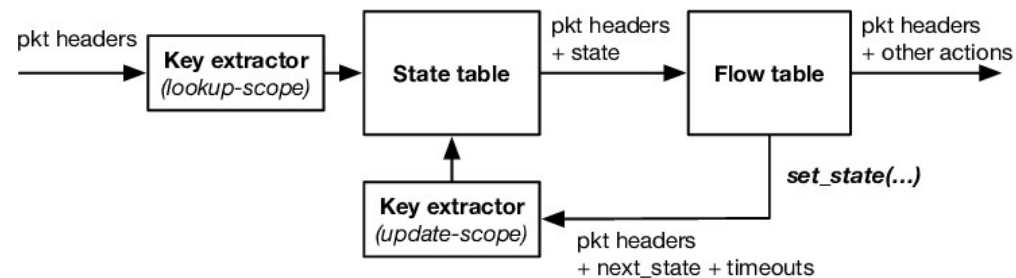 pkt headers
Key extractor
(lookup-scope)
State table
pkt headers
+ state
Flow table
pkt headers
+ other actions
set_state(...)
Key extractor
(update-scope)
pkt headers
+ next_state + timeouts